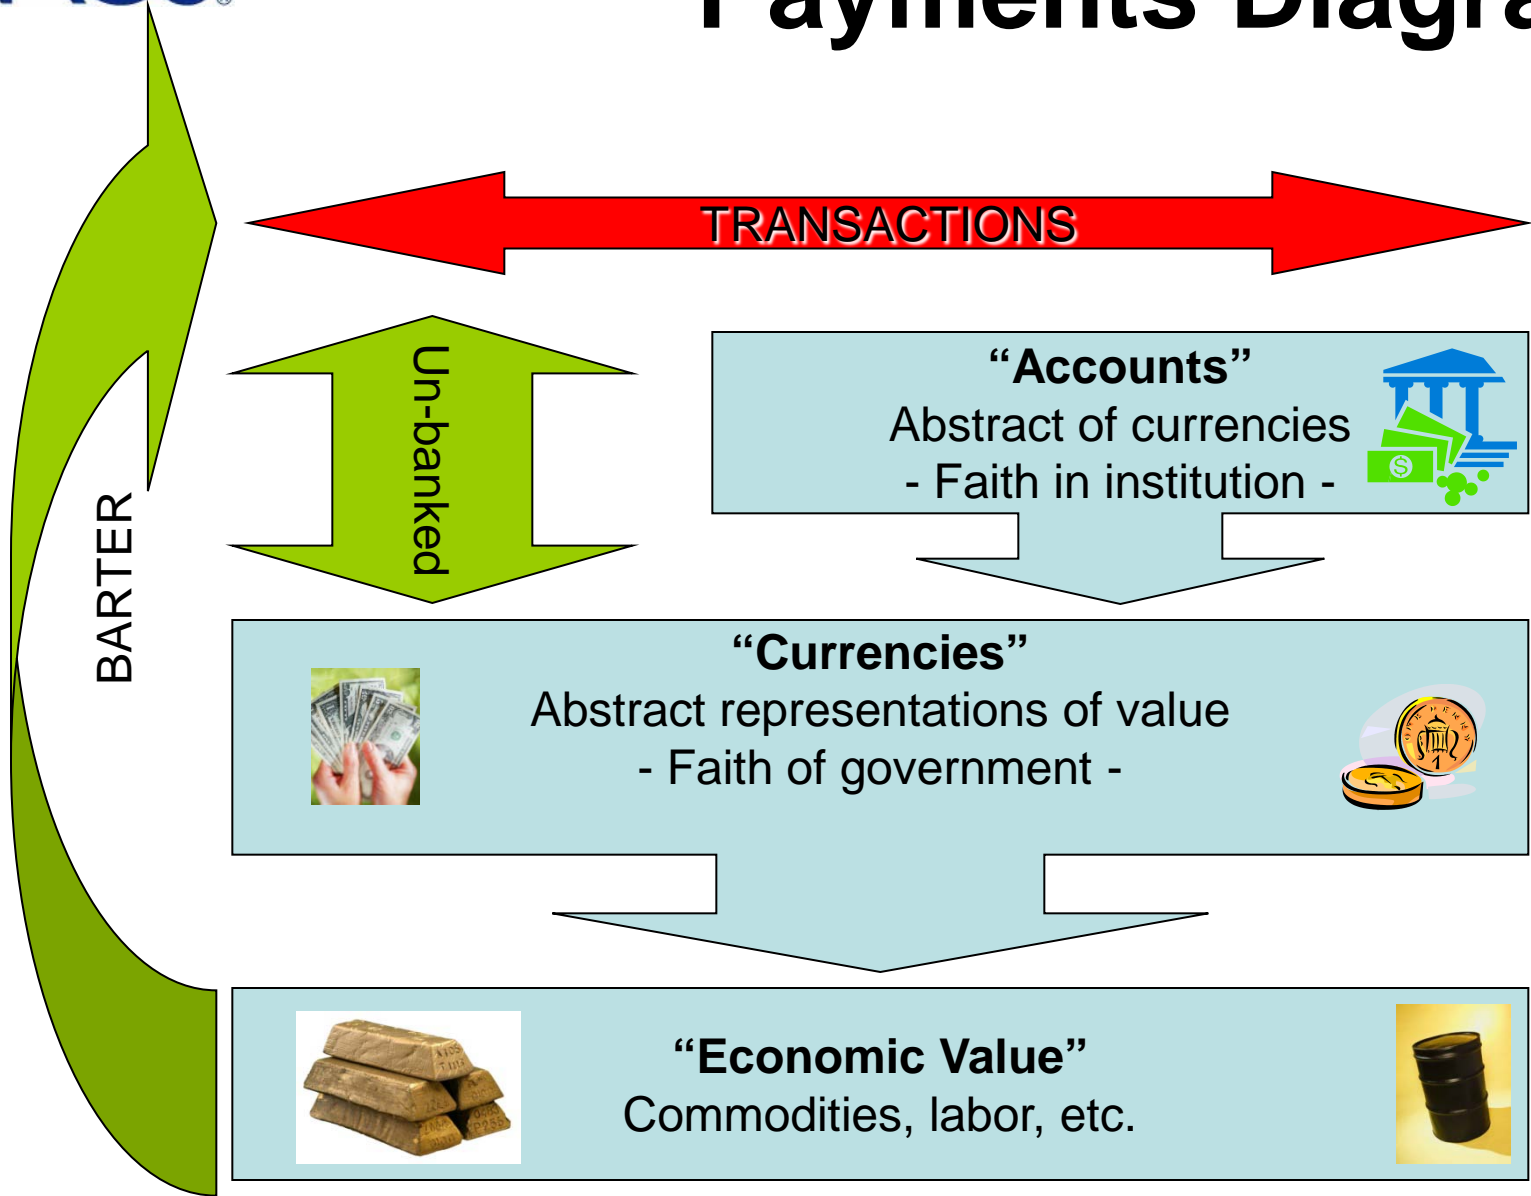 Payments
TRANSACTIONS
Un-banked
“Accounts”
Abstract of currencies
- Faith in institution -
BARTER
“Currencies”
Abstract representations of value
- Faith of government -
“Economic Value”
Commodities, labor, etc.